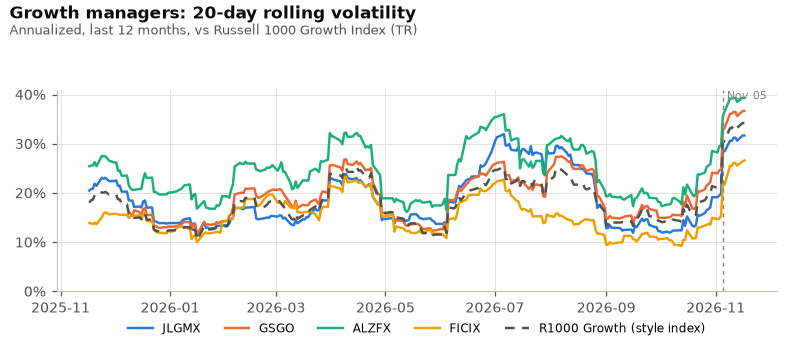 Growth managers: 20-day rolling volatility
Annualized, last 12 months, vs Russell 1000 Growth Index (TR)
40%
30%
20%
10%
0%
Nov 05
2025-11
2026-01
2026-03
2026-05
2026-07
2026-09
2026-11
JLGMX
GSGO
ALZFX
FICIX
R1000 Growth (style index)